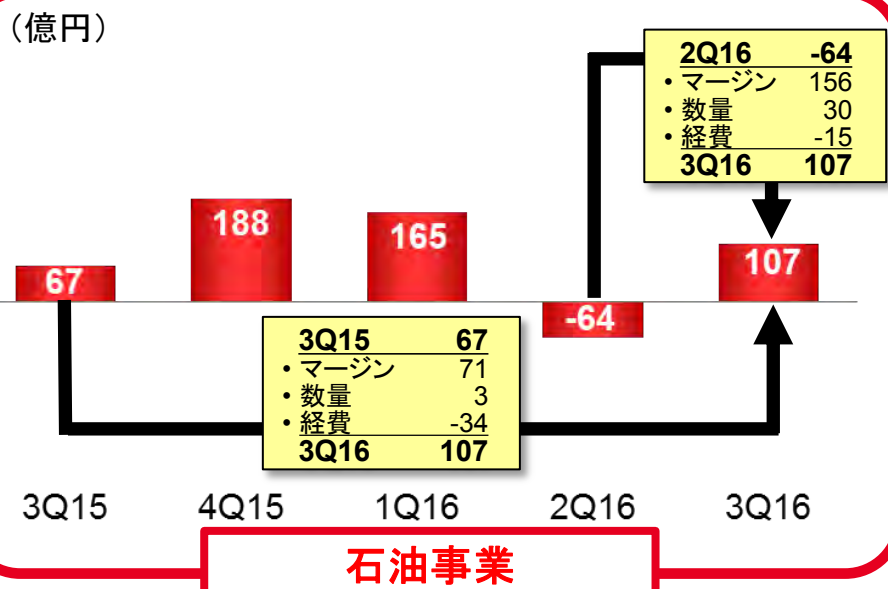 （億円）
2Q16 -64
・マージン 156
・数量 30
・経費 -15
3Q16 107
67
188
165
-64
107
3Q15 67
・マージン 71
・数量 3
・経費 -34
3Q16 107
3Q15 4Q15 1Q16 2Q16 3Q16
石油事業